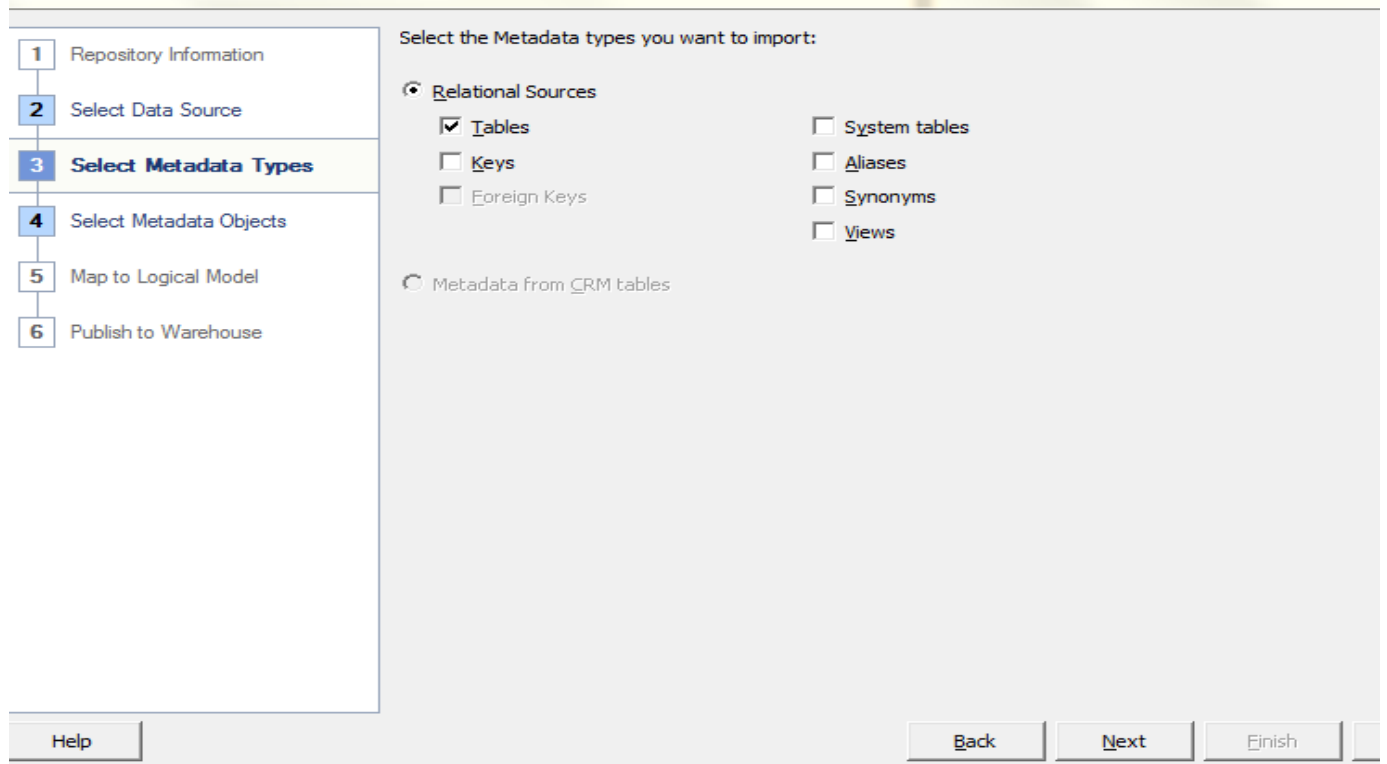 1 Repository Information
2 Select Data Source
3 Select Metadata Types
4 Select Metadata Objects
5 Map to Logical Model
6 Publish to Warehouse
Select the Metadata types you want to import:
Relational Sources
Tables
System tables
Keys
Aliases
Foreign Keys
Synonyms
Views
Metadata from CRM tables
Help
Back
Next
Finish